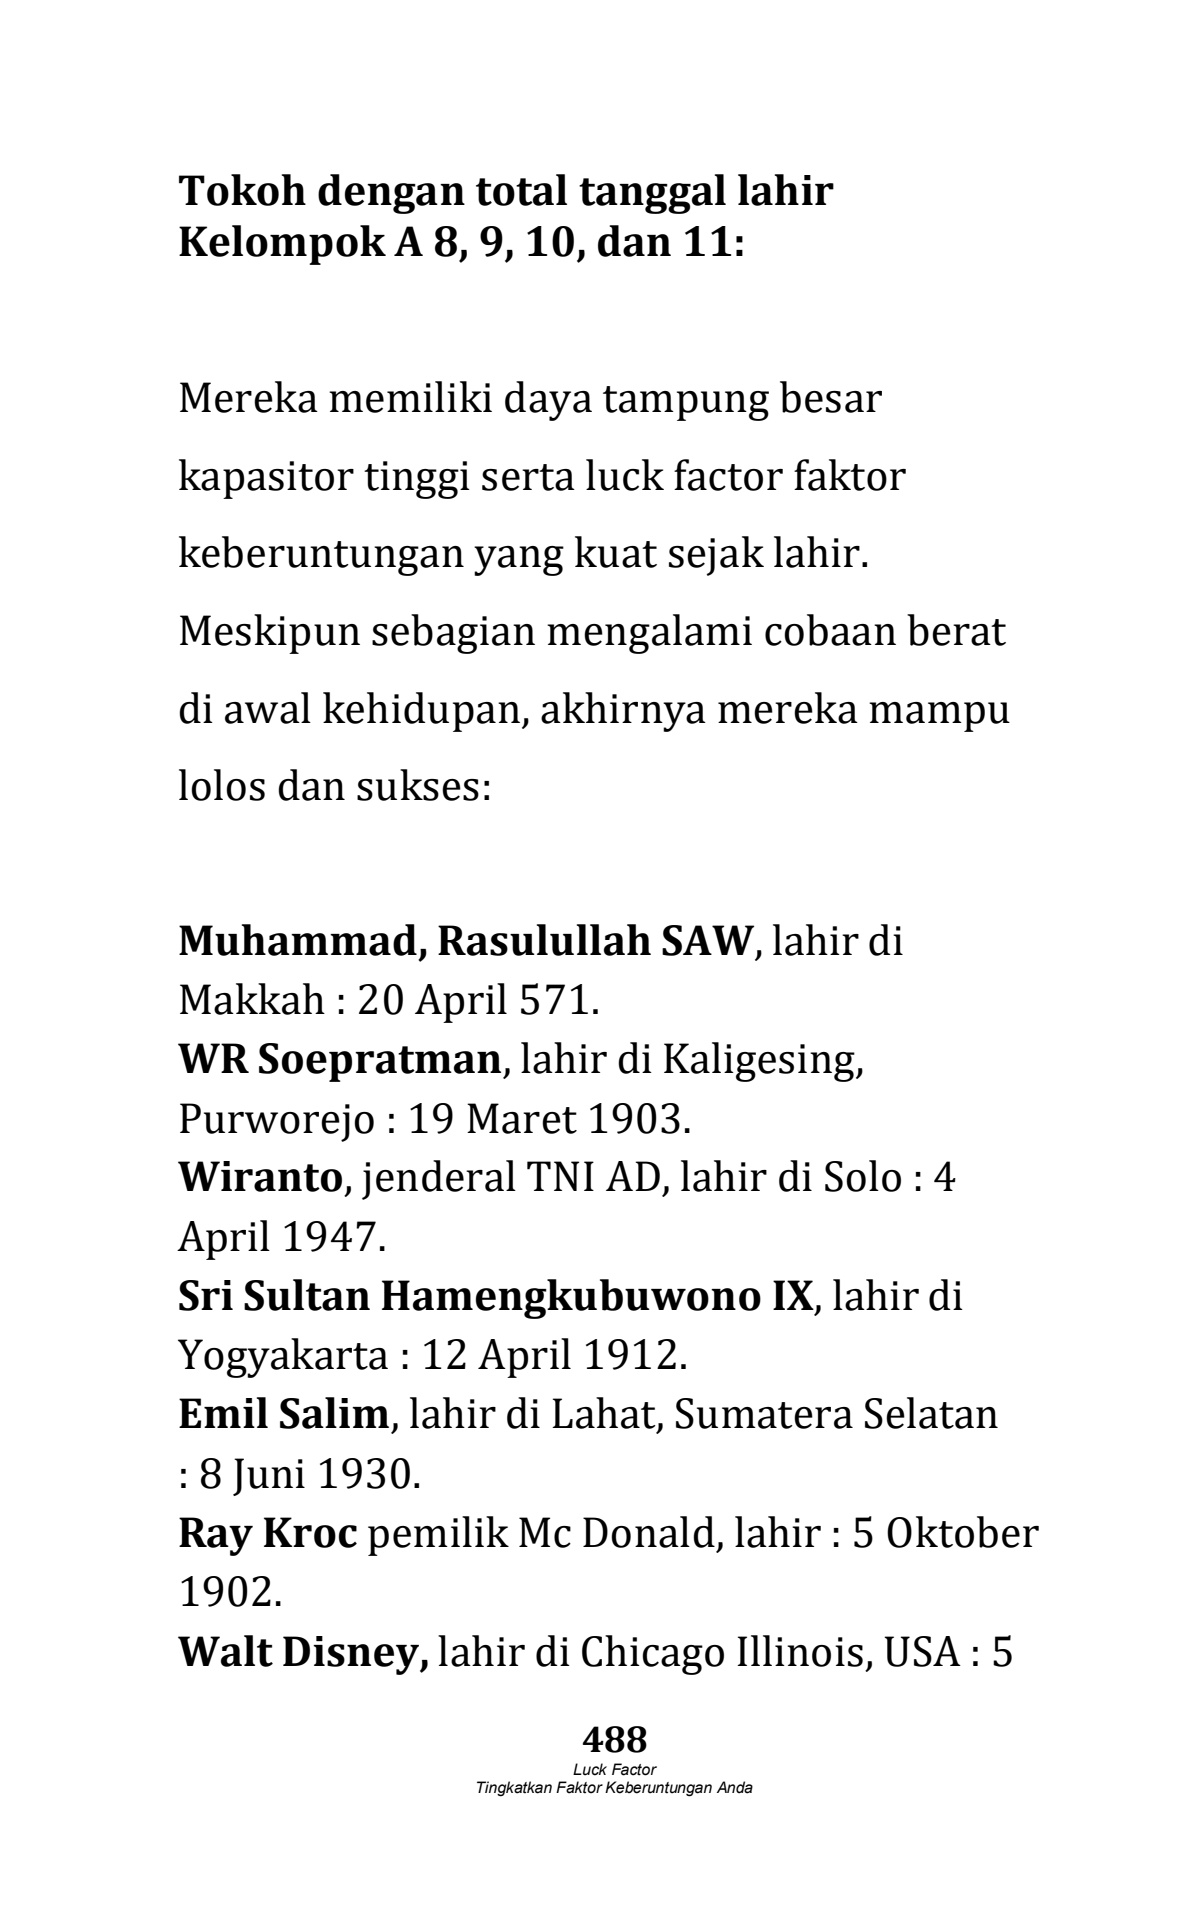 Tokoh dengan total tanggal lahir
Kelompok A 8, 9, 10, dan 11:
Mereka memiliki daya tampung besar
kapasitor tinggi serta luck factor faktor
keberuntungan yang kuat sejak lahir.
Meskipun sebagian mengalami cobaan berat
di awal kehidupan, akhirnya mereka mampu
lolos dan sukses:
Muhammad, Rasulullah SAW, lahir di
Makkah : 20 April 571.
WR Soepratman, lahir di Kaligesing,
Purworejo : 19 Maret 1903.
Wiranto, jenderal TNI AD, lahir di Solo : 4
April 1947.
Sri Sultan Hamengkubuwono IX, lahir di
Yogyakarta : 12 April 1912.
Emil Salim, lahir di Lahat, Sumatera Selatan
: 8 Juni 1930.
Ray Kroc pemilik Mc Donald, lahir : 5 Oktober
1902.
Walt Disney, lahir di Chicago Illinois, USA : 5
488
Luck Factor
Tingkatkan Faktor Keberuntungan Anda